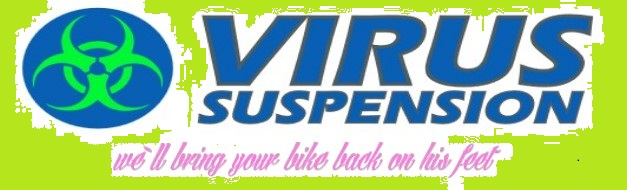 VIRUS
SUSPENSION
we`ll bring your bike back on his feet